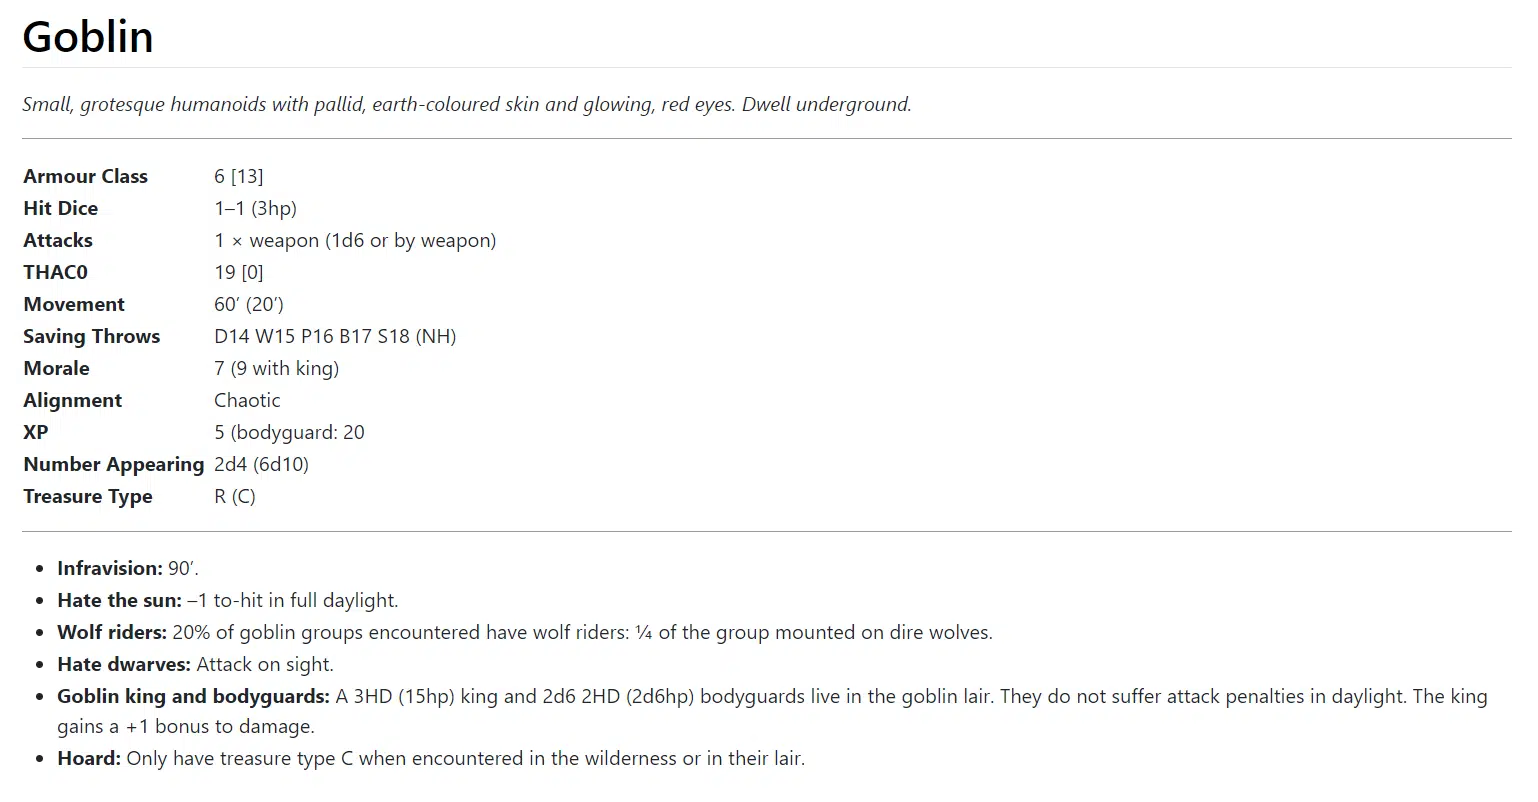 Goblin
Small, grotesque humanoids with pallid, earth-coloured skin and glowing, red eyes. Dwell underground.
Armour Class 6 [13]
Hit Dice 1–1 (3hp)
Attacks 1 × weapon (1d6 or by weapon)
THAC0 19 [0]
Movement 60′ (20′)
Saving Throws D14 W15 P16 B17 S18 (NH)
Morale 7 (9 with king)
Alignment Chaotic
XP 5 (bodyguard: 20
Number Appearing 2d4 (6d10)
Treasure Type R (C)
• Infravision: 90′.
• Hate the sun: –1 to-hit in full daylight.
• Wolf riders: 20% of goblin groups encountered have wolf riders: ¼ of the group mounted on dire wolves.
• Hate dwarves: Attack on sight.
• Goblin king and bodyguards: A 3HD (15hp) king and 2d6 2HD (2d6hp) bodyguards live in the goblin lair. They do not suffer attack penalties in daylight. The king
gains a +1 bonus to damage.
• Hoard: Only have treasure type C when encountered in the wilderness or in their lair.